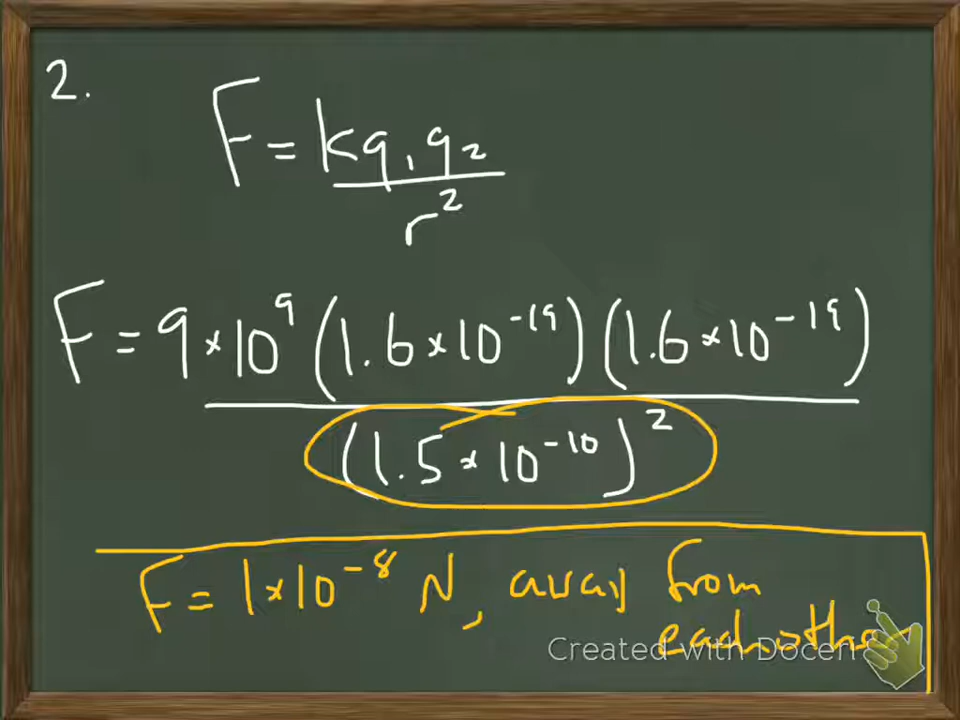 2.
F = kq₁q₂
r²
F = 9×10⁹ (1.6×10⁻¹⁹)(1.6×10⁻¹⁹)
(1.5×10⁻¹⁰)²
F = 1×10⁻⁸ N, away from
each other
Created with Doceri